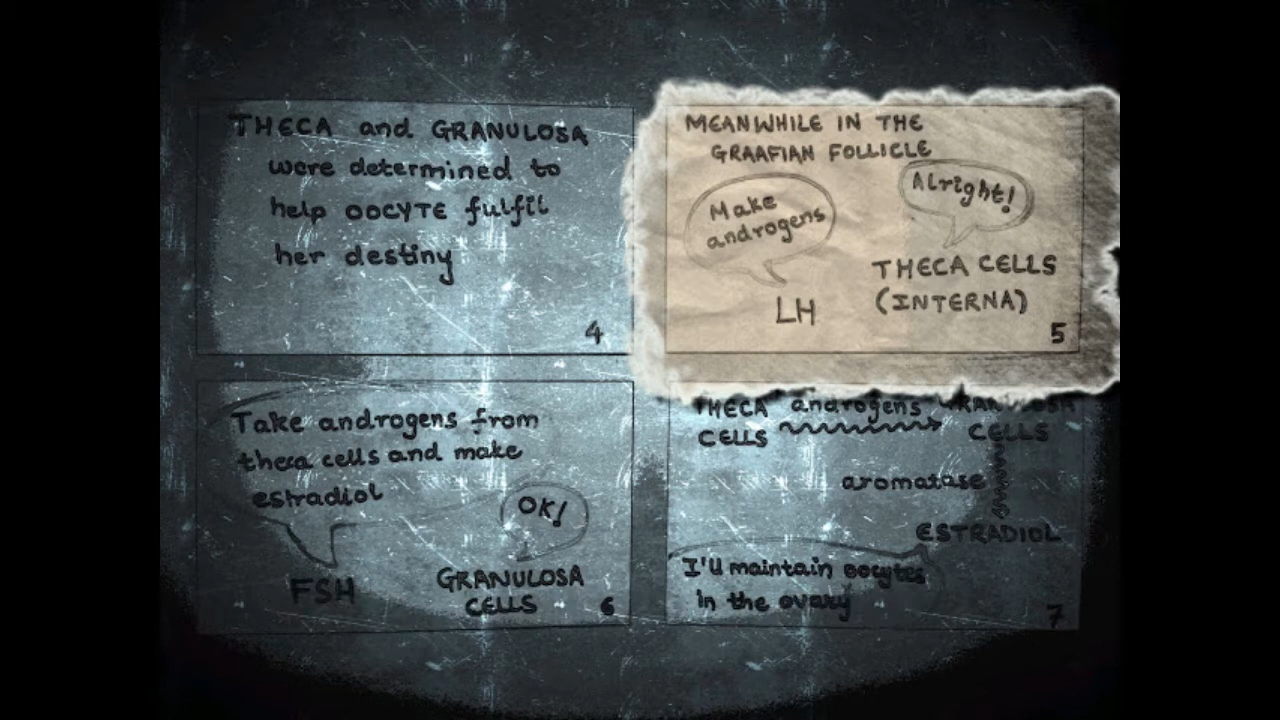 THECA and GRANULOSA
were determined to
help OOCYTE fulfil
her destiny
4
MEANWHILE IN THE
GRAAFIAN FOLLICLE
Make
androgens
Alright!
LH
THECA CELLS
(INTERNA)
5
Take androgens from
theca cells and make
estradiol
OK!
FSH
GRANULOSA
CELLS
6
THECA androgens GRANULOSA
CELLS CELLS
aromatase
ESTRADIOL
I'll maintain oocytes
in the ovary
7